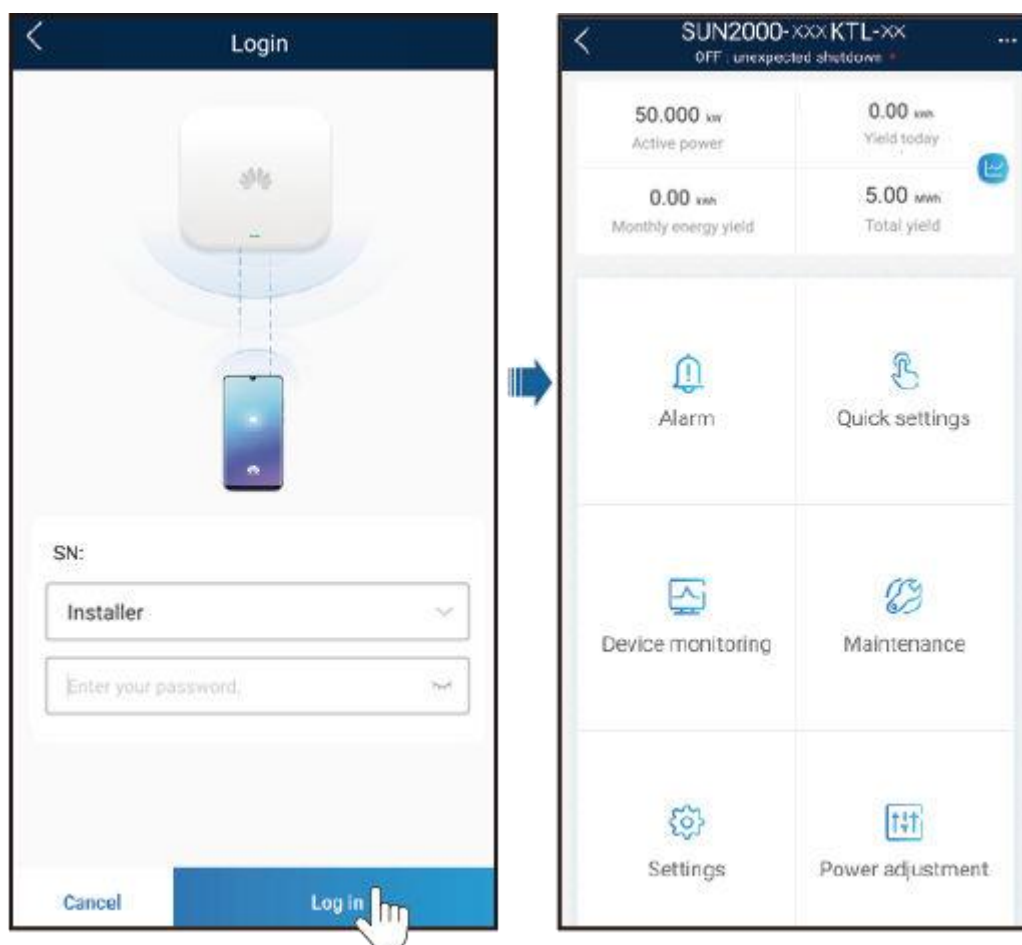 Login
SN:
Installer
Enter your password.
Cancel
Log in
SUN2000-×××KTL-××
OFF : unexpected shutdown
50.000 kW
Active power
0.00 kWh
Yield today
0.00 kWh
Monthly energy yield
5.00 MWh
Total yield
Alarm
Quick settings
Device monitoring
Maintenance
Settings
Power adjustment